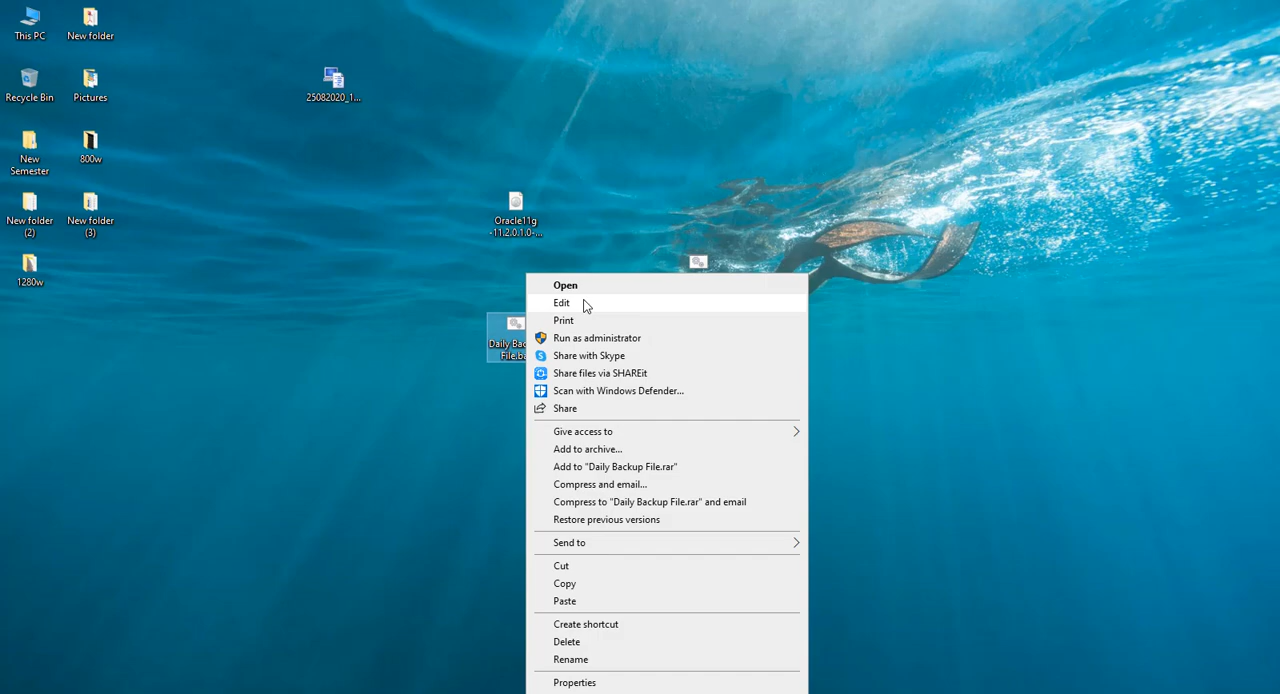 This PC
New folder
Recycle Bin
Pictures
25082020_1...
New
Semester
800w
New folder
(2)
New folder
(3)
Oracle11g
-11.2.0.1.0-...
1280w
Daily Bac
File.ba
Open
Edit
Print
Run as administrator
Share with Skype
Share files via SHAREit
Scan with Windows Defender...
Share
Give access to
Add to archive...
Add to "Daily Backup File.rar"
Compress and email...
Compress to "Daily Backup File.rar" and email
Restore previous versions
Send to
Cut
Copy
Paste
Create shortcut
Delete
Rename
Properties